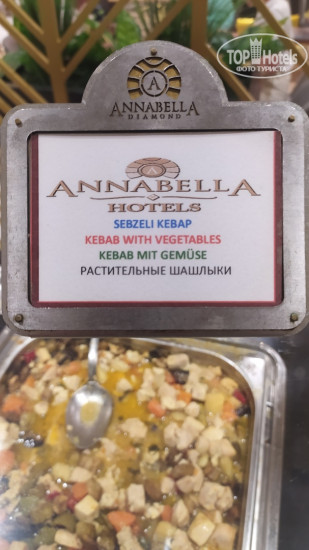 TOP Hotels
ФОТО ТУРИСТА
A
ANNABELLA
DIAMOND
A
ANNABELLA
HOTELS
SEBZELİ KEBAP
KEBAB WITH VEGETABLES
KEBAB MIT GEMÜSE
РАСТИТЕЛЬНЫЕ ШАШЛЫКИ